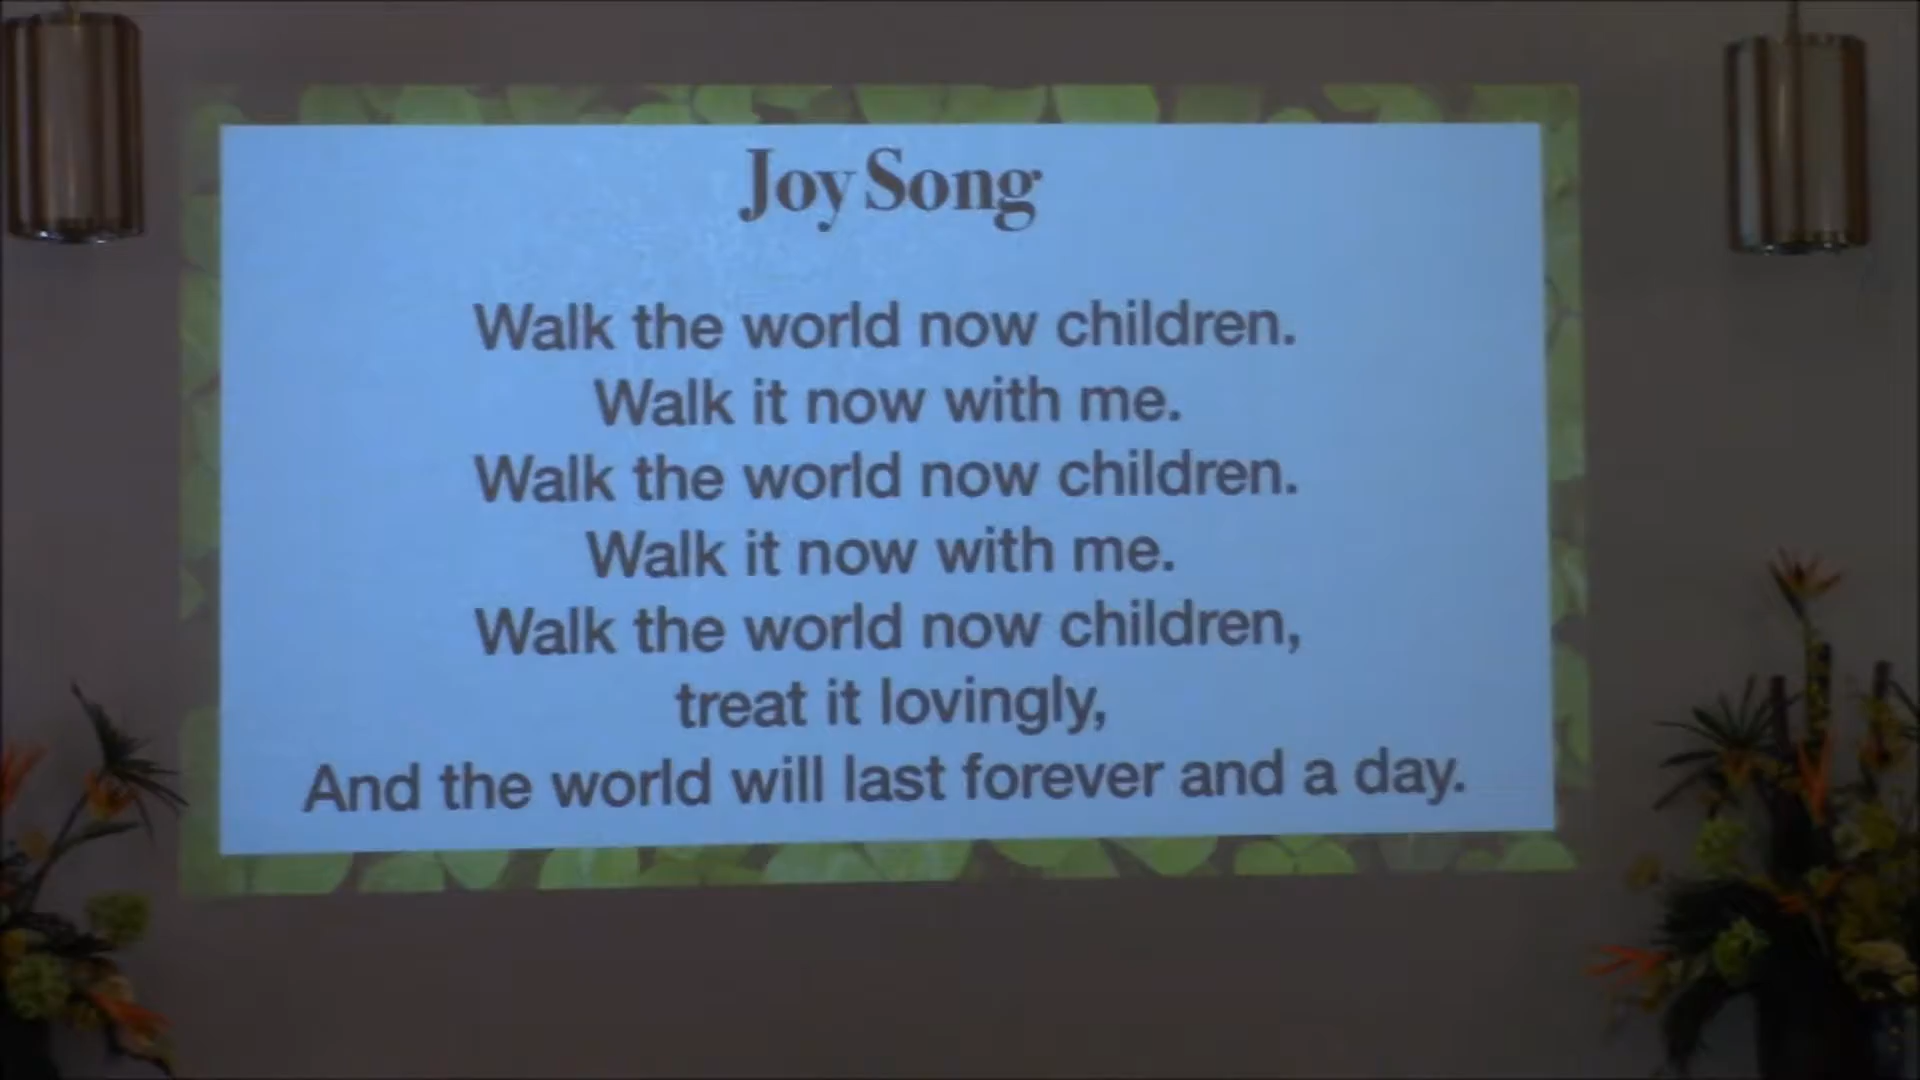 Joy Song
Walk the world now children.
Walk it now with me.
Walk the world now children.
Walk it now with me.
Walk the world now children,
treat it lovingly,
And the world will last forever and a day.